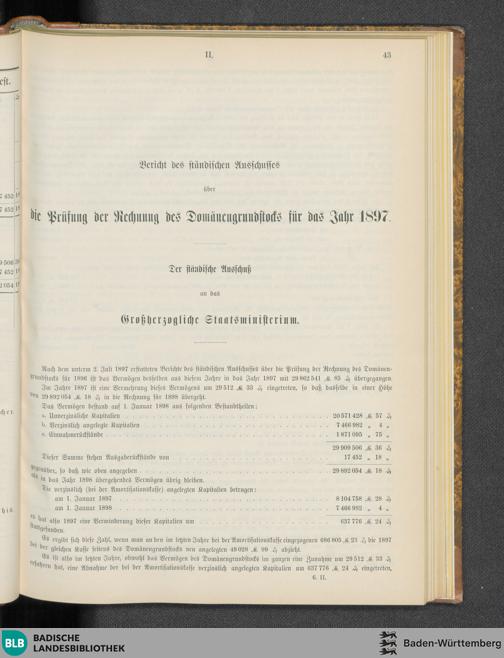 II.
43
Bericht des ständischen Ausschusses
über
die Prüfung der Rechnung des Domänengrundstocks für das Jahr 1897.
Der ständische Ausschuß
an das
Großherzogliche Staatsministerium.
Nach dem unterm 2. Juli 1897 erstatteten Berichte des ständischen Ausschusses über die Prüfung der Rechnung des Domänen-
grundstocks für 1896 ist das Vermögen desselben aus diesem Jahre in das Jahr 1897 mit 29 862 541 ℳ 85 ₰ übergegangen.
Im Jahre 1897 ist eine Vermehrung dieses Vermögens um 29 512 ℳ 33 ₰ eingetreten, so daß dasselbe in einer Höhe
von 29 892 054 ℳ 18 ₰ in die Rechnung für 1898 übergeht.
Das Vermögen bestand auf 1. Januar 1898 aus folgenden Bestandtheilen:
a. Unverzinsliche Kapitalien 20 571 428 ℳ 57 ₰
b. Verzinslich angelegte Kapitalien 7 466 982 „ 4 „
c. Einnahmerückstände 1 871 095 „ 75 „
29 909 506 ℳ 36 ₰
Dieser Summe stehen Ausgaberückstände von 17 452 „ 18 „
gegenüber, so daß wie oben angegeben 29 892 054 ℳ 18 ₰
als in das Jahr 1898 übergehendes Vermögen übrig bleiben.
Die verzinslich (bei der Amortisationskasse) angelegten Kapitalien betrugen:
am 1. Januar 1897 8 104 758 ℳ 28 ₰
am 1. Januar 1898 7 466 982 „ 4 „
es hat also 1897 eine Verminderung dieser Kapitalien um 637 776 ℳ 24 ₰
stattgefunden.
Es ergibt sich diese Zahl, wenn man an den im letzten Jahre bei der Amortisationskasse eingezogenen 686 805 ℳ 23 ₰ die 1897
bei der gleichen Kasse seitens des Domänengrundstocks neu angelegten 49 028 ℳ 99 ₰ abzieht.
Es ist also im letzten Jahre, obwohl das Vermögen des Domänengrundstocks im ganzen eine Zunahme um 29 512 ℳ 33 ₰
erfahren hat, eine Abnahme der bei der Amortisationskasse verzinslich angelegten Kapitalien um 637 776 ℳ 24 ₰ eingetreten,
6. II.
BLB
BADISCHE
LANDESBIBLIOTHEK
Baden-Württemberg